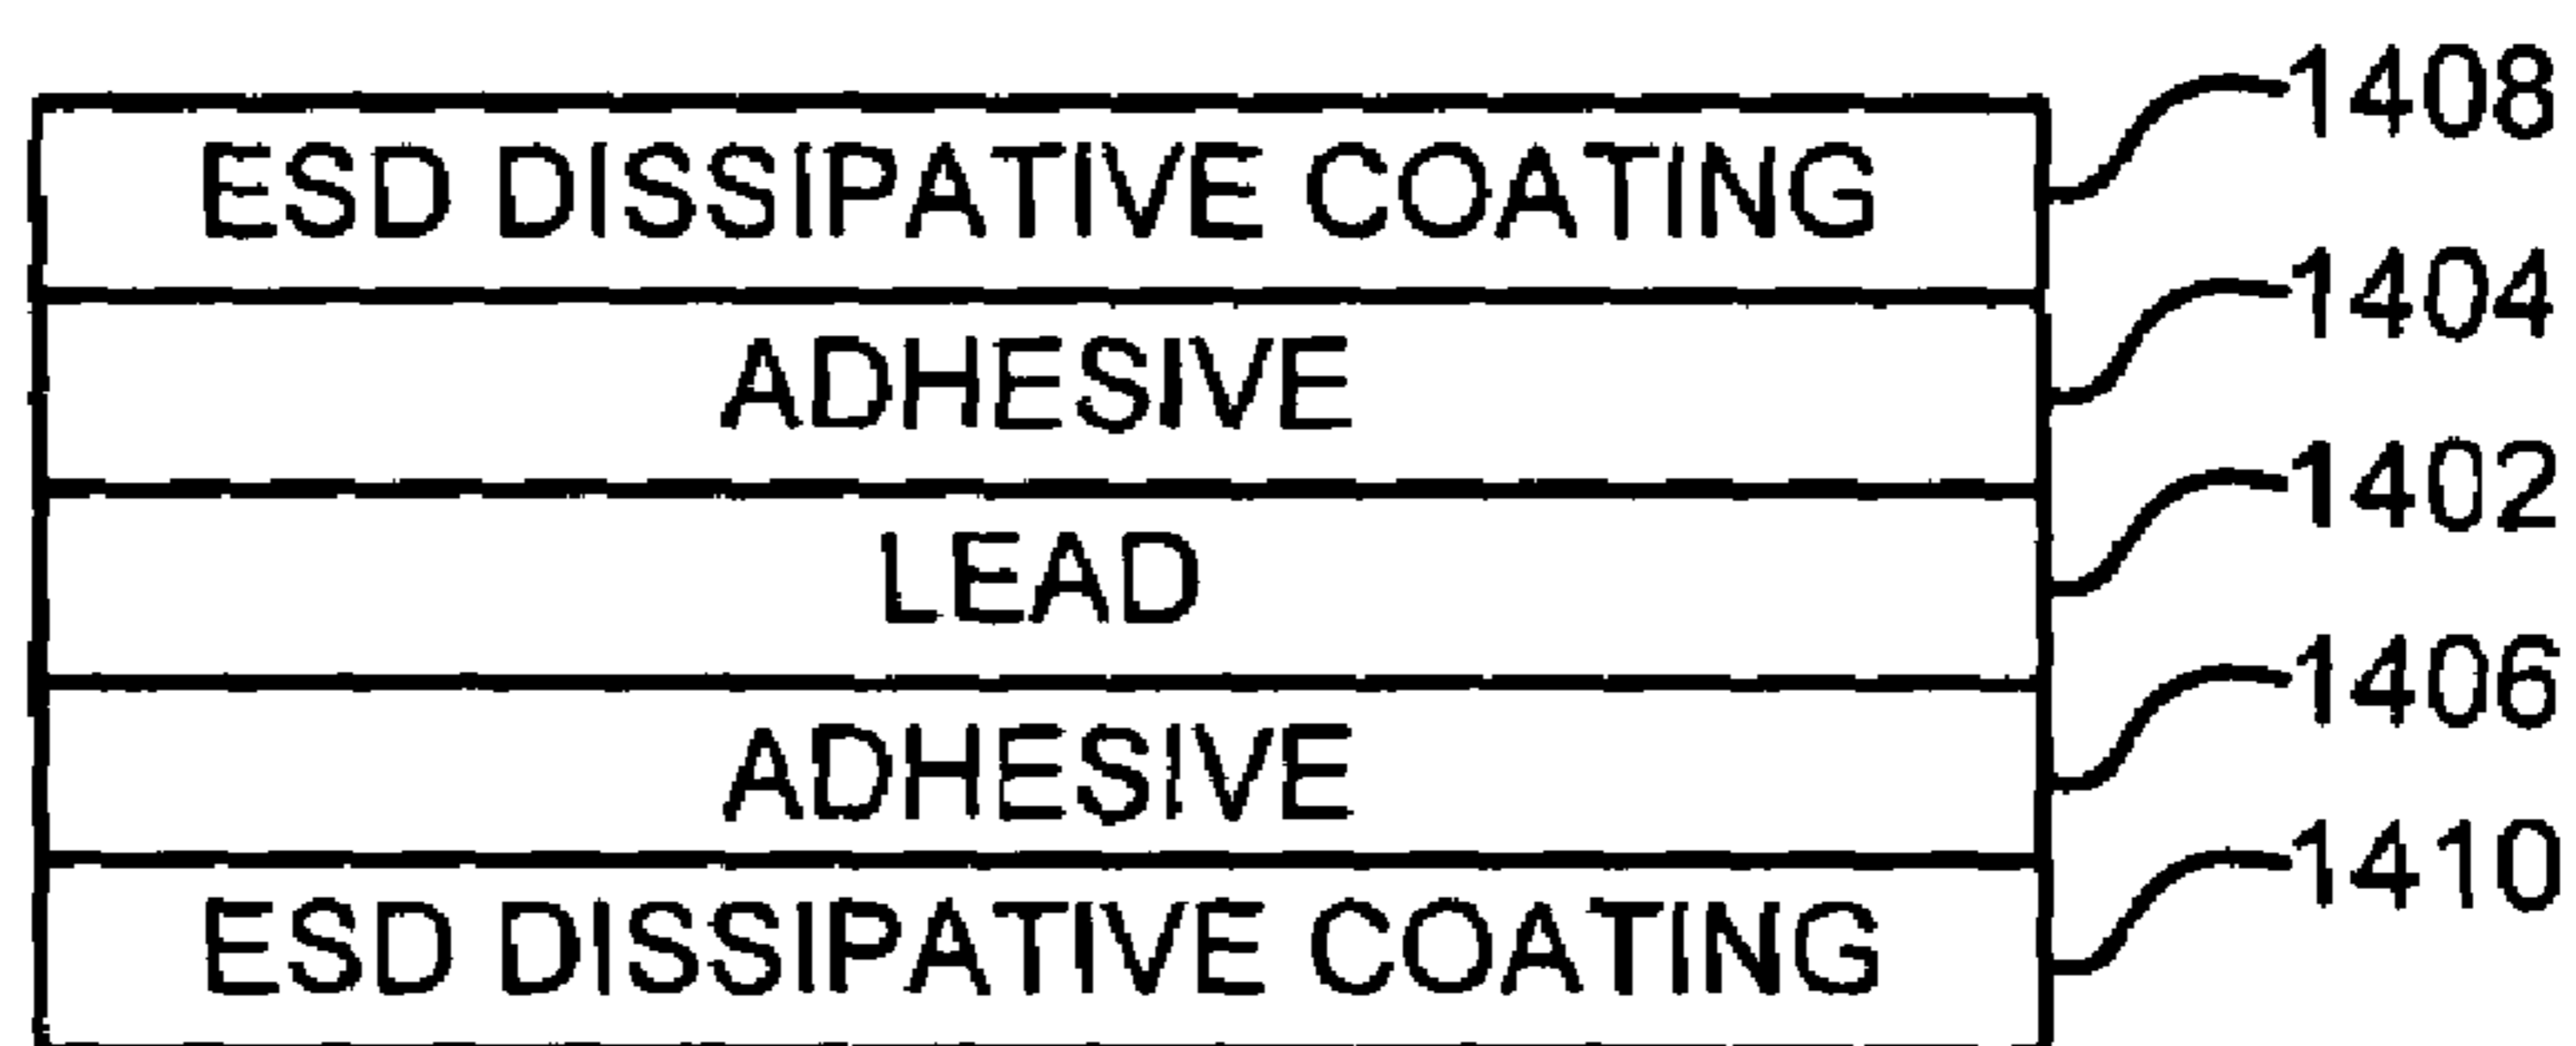 ESD DISSIPATIVE COATING 1408
ADHESIVE 1404
LEAD 1402
ADHESIVE 1406
ESD DISSIPATIVE COATING 1410